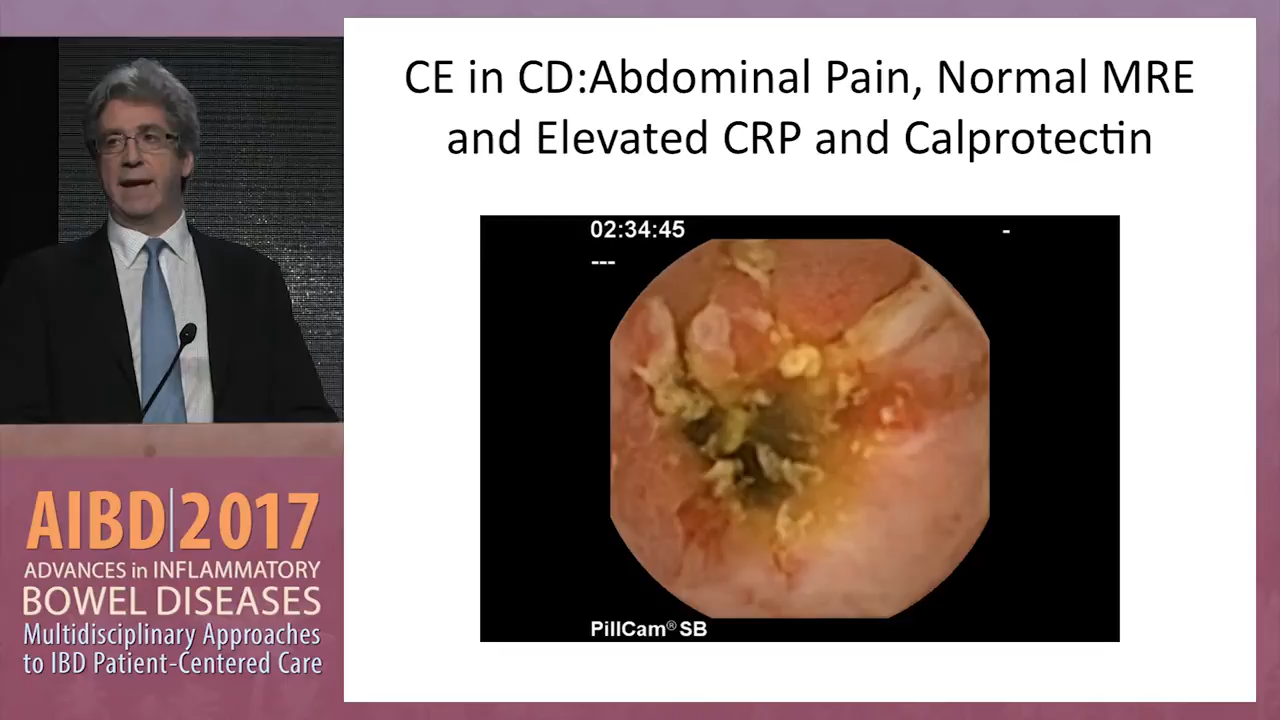 CE in CD:Abdominal Pain, Normal MRE
and Elevated CRP and Calprotectin
02:34:45
-
---
PillCam® SB
AIBD|2017
ADVANCES in INFLAMMATORY
BOWEL DISEASES
Multidisciplinary Approaches
to IBD Patient-Centered Care